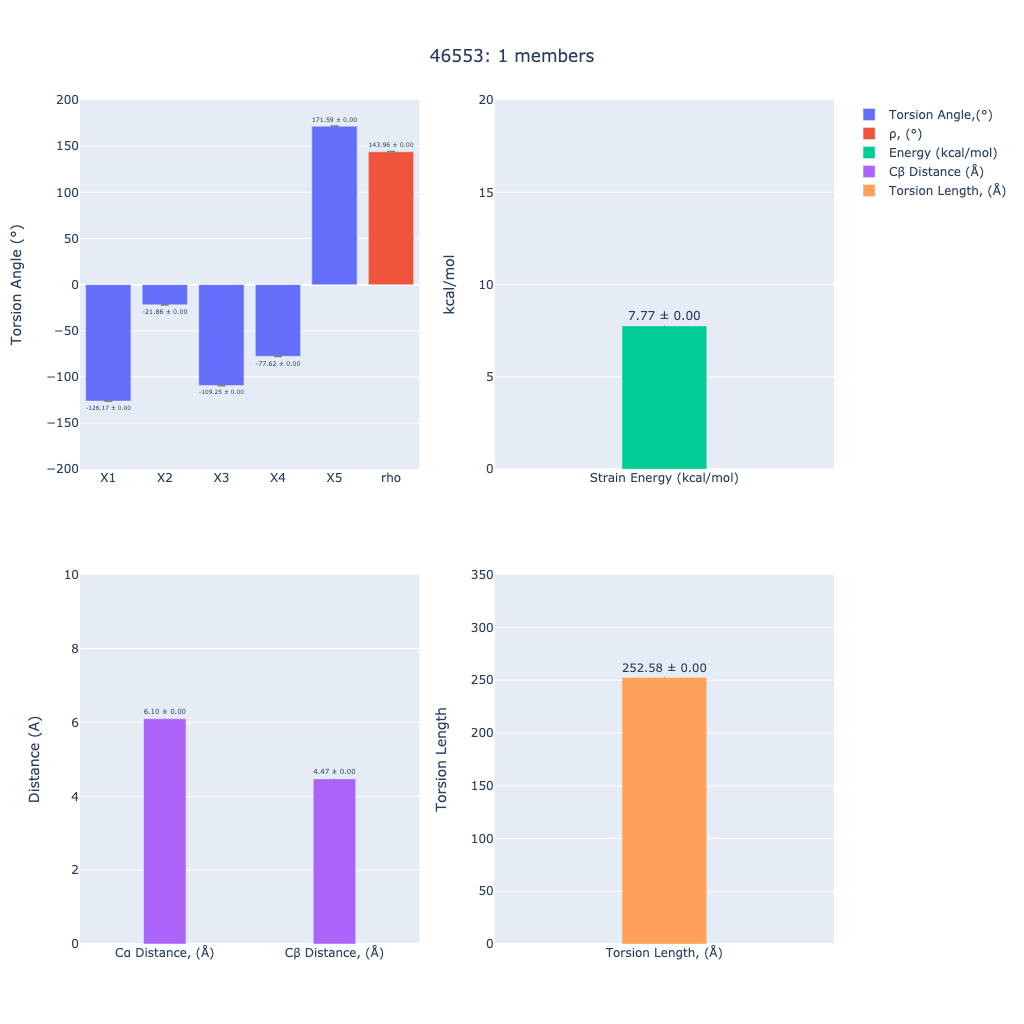 46553: 1 members
Torsion Angle (°)
200
150
100
50
0
−50
−100
−150
−200
-126.17 ± 0.00
-21.86 ± 0.00
-109.25 ± 0.00
-77.62 ± 0.00
171.59 ± 0.00
143.96 ± 0.00
X1 X2 X3 X4 X5 rho
kcal/mol
20
15
10
5
0
7.77 ± 0.00
Strain Energy (kcal/mol)
Torsion Angle,(°)
ρ, (°)
Energy (kcal/mol)
Cβ Distance (Å)
Torsion Length, (Å)
Distance (A)
10
8
6
4
2
0
6.10 ± 0.00
4.47 ± 0.00
Cα Distance, (Å) Cβ Distance, (Å)
Torsion Length
350
300
250
200
150
100
50
0
252.58 ± 0.00
Torsion Length, (Å)